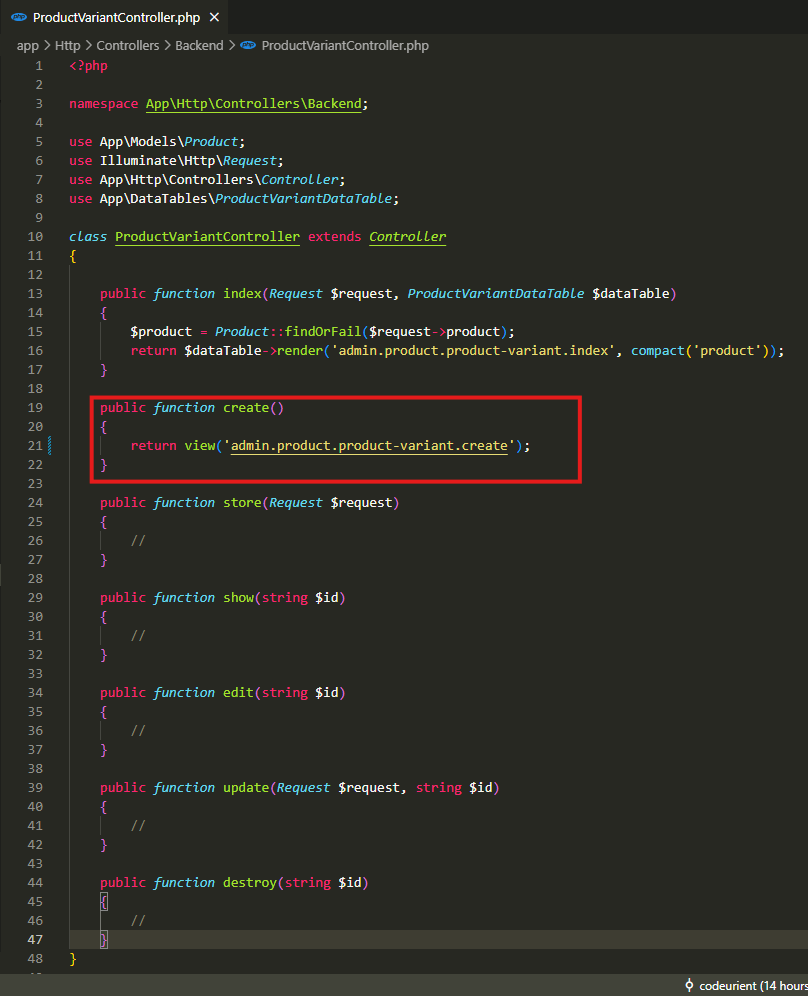 php ProductVariantController.php ×
app > Http > Controllers > Backend > php ProductVariantController.php
1 <?php
2
3 namespace App\Http\Controllers\Backend;
4
5 use App\Models\Product;
6 use Illuminate\Http\Request;
7 use App\Http\Controllers\Controller;
8 use App\DataTables\ProductVariantDataTable;
9
10 class ProductVariantController extends Controller
11 {
12
13     public function index(Request $request, ProductVariantDataTable $dataTable)
14     {
15         $product = Product::findOrFail($request->product);
16         return $dataTable->render('admin.product.product-variant.index', compact('product'));
17     }
18
19     public function create()
20     {
21         return view('admin.product.product-variant.create');
22     }
23
24     public function store(Request $request)
25     {
26         //
27     }
28
29     public function show(string $id)
30     {
31         //
32     }
33
34     public function edit(string $id)
35     {
36         //
37     }
38
39     public function update(Request $request, string $id)
40     {
41         //
42     }
43
44     public function destroy(string $id)
45     {
46         //
47     }
48 }
codeurient (14 hours